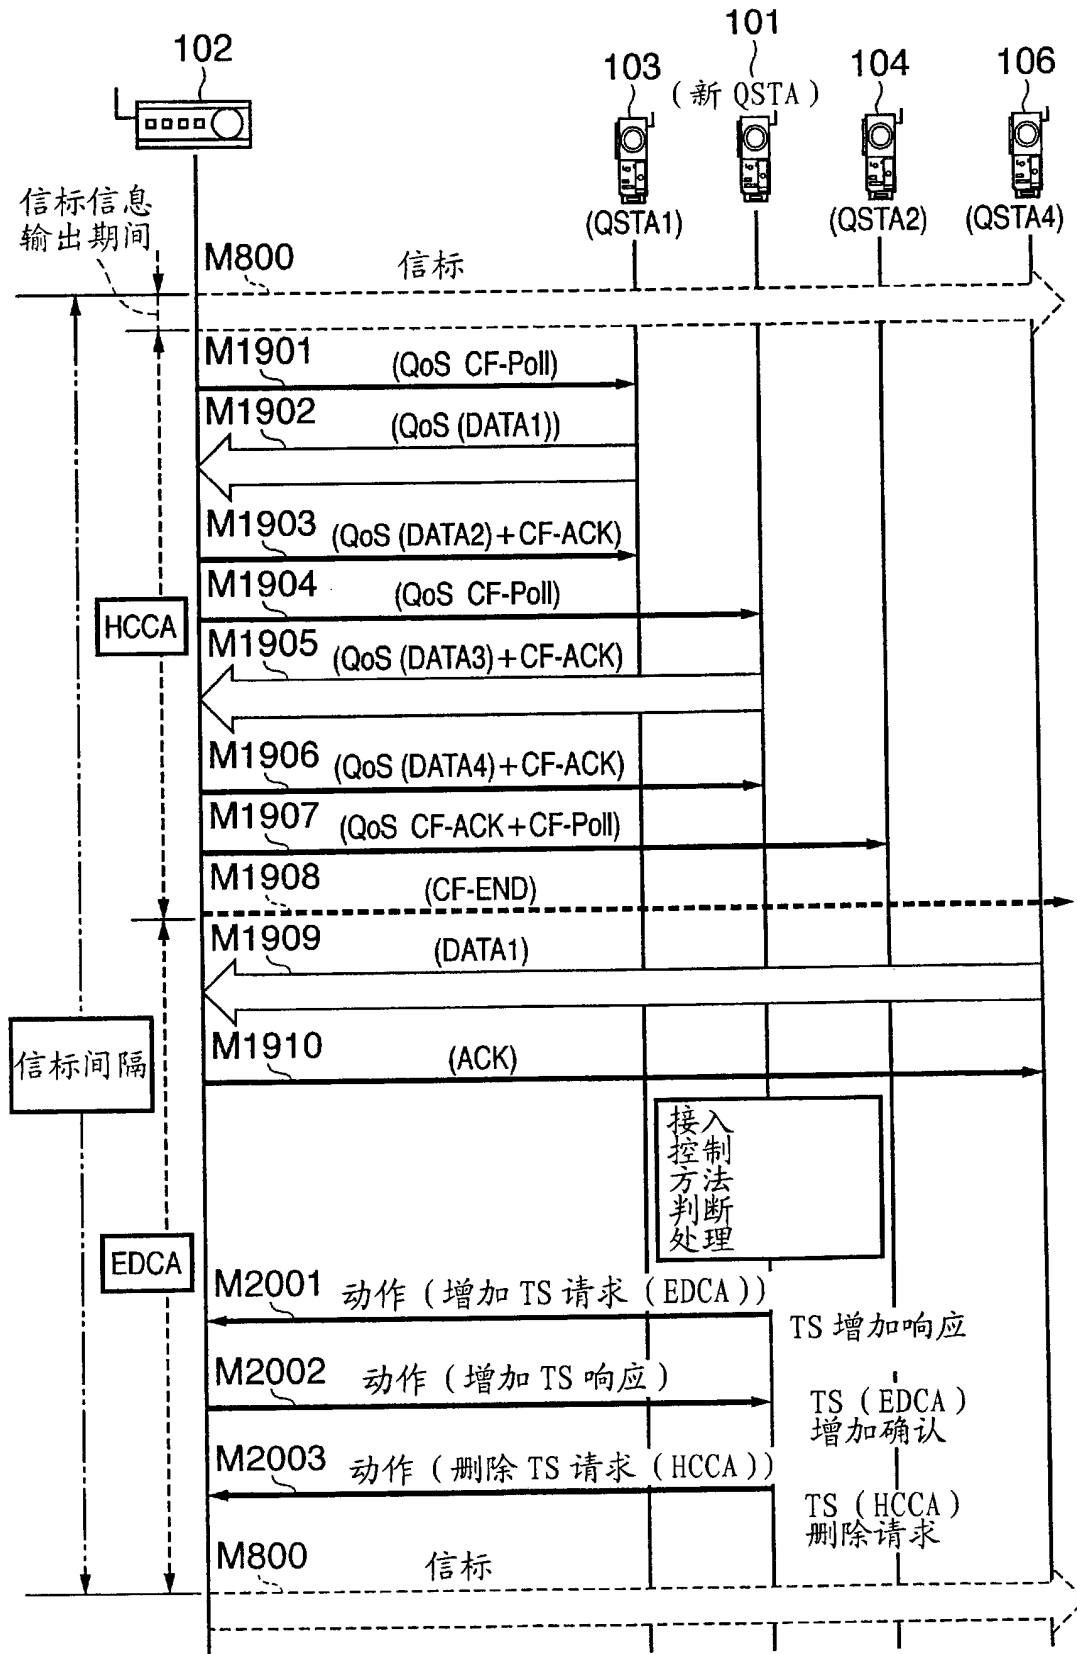 102
103
101
(新 QSTA)
104
106
(QSTA1)
(QSTA2)
(QSTA4)
信标信息
输出期间
M800 信标
M1901 (QoS CF-Poll)
M1902 (QoS (DATA1))
M1903 (QoS (DATA2)+CF-ACK)
M1904 (QoS CF-Poll)
HCCA
M1905 (QoS (DATA3)+CF-ACK)
M1906 (QoS (DATA4)+CF-ACK)
M1907 (QoS CF-ACK+CF-Poll)
M1908 (CF-END)
M1909 (DATA1)
信标间隔
M1910 (ACK)
接入
控制
方法
判断
处理
EDCA
M2001 动作(增加 TS 请求(EDCA))
TS 增加响应
M2002 动作(增加 TS 响应)
TS(EDCA)
增加确认
M2003 动作(删除 TS 请求(HCCA))
TS(HCCA)
删除请求
M800 信标